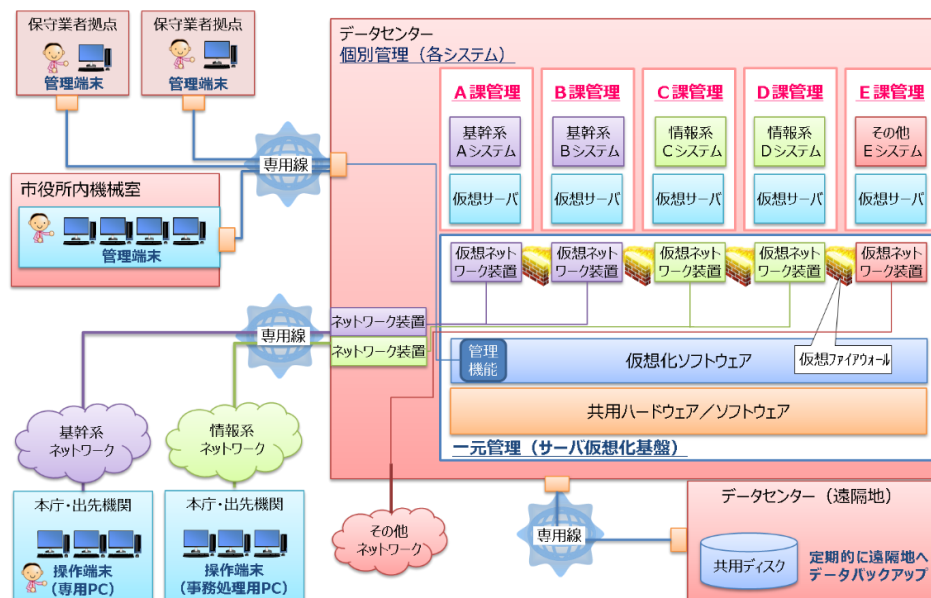 保守業者拠点
管理端末
保守業者拠点
管理端末
専用線
市役所内機械室
管理端末
データセンター
個別管理（各システム）
A課管理
B課管理
C課管理
D課管理
E課管理
基幹系
Aシステム
基幹系
Bシステム
情報系
Cシステム
情報系
Dシステム
その他
Eシステム
仮想サーバ
仮想サーバ
仮想サーバ
仮想サーバ
仮想サーバ
仮想ネット
ワーク装置
仮想ネット
ワーク装置
仮想ネット
ワーク装置
仮想ネット
ワーク装置
仮想ネット
ワーク装置
ネットワーク装置
ネットワーク装置
専用線
管理
機能
仮想化ソフトウェア
仮想ファイアウォール
共用ハードウェア／ソフトウェア
一元管理（サーバ仮想化基盤）
基幹系
ネットワーク
情報系
ネットワーク
本庁・出先機関
操作端末
（専用PC）
本庁・出先機関
操作端末
（事務処理用PC）
その他
ネットワーク
専用線
データセンター（遠隔地）
共用ディスク
定期的に遠隔地へ
データバックアップ